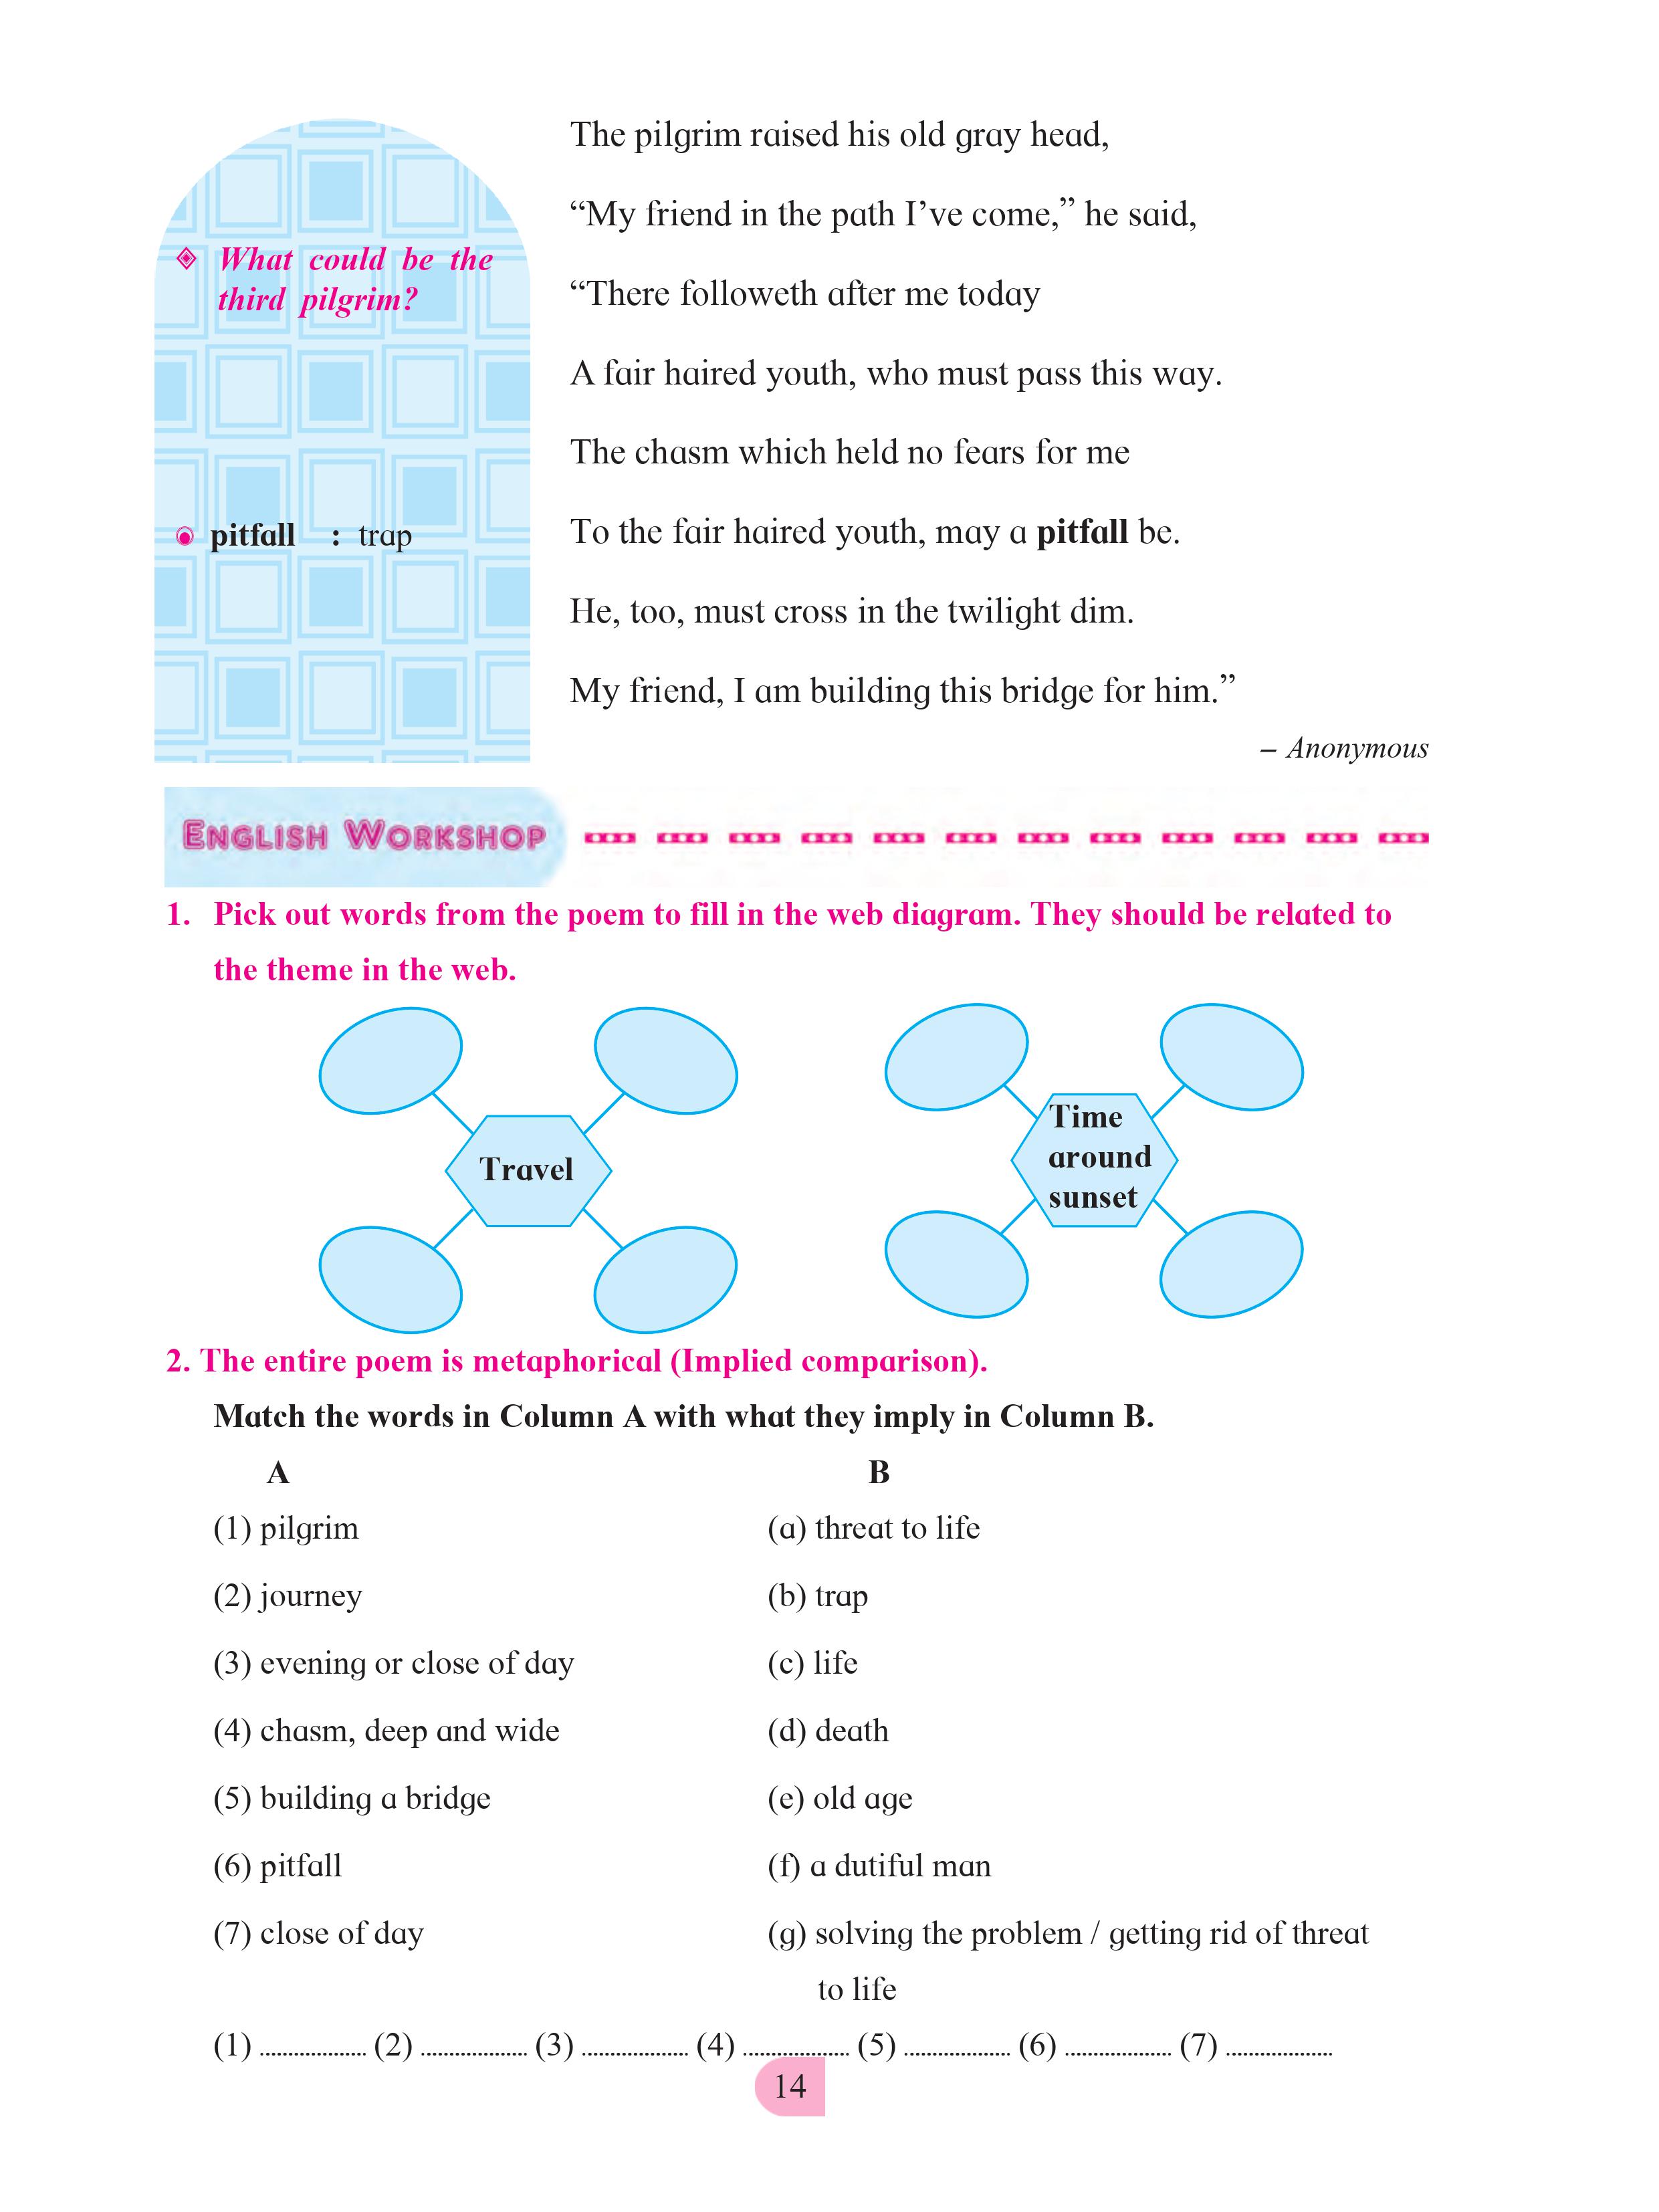 The pilgrim raised his old gray head,
“My friend in the path I’ve come,” he said,
“There followeth after me today
A fair haired youth, who must pass this way.
The chasm which held no fears for me
To the fair haired youth, may a pitfall be.
He, too, must cross in the twilight dim.
My friend, I am building this bridge for him.”
– Anonymous
What could be the
third pilgrim?
pitfall : trap
ENGLISH WORKSHOP
1. Pick out words from the poem to fill in the web diagram. They should be related to
the theme in the web.
Travel
Time
around
sunset
2. The entire poem is metaphorical (Implied comparison).
Match the words in Column A with what they imply in Column B.
A B
(1) pilgrim (a) threat to life
(2) journey (b) trap
(3) evening or close of day (c) life
(4) chasm, deep and wide (d) death
(5) building a bridge (e) old age
(6) pitfall (f) a dutiful man
(7) close of day (g) solving the problem / getting rid of threat
to life
(1) ................... (2) ................... (3) ................... (4) ................... (5) ................... (6) ................... (7) ...................
14